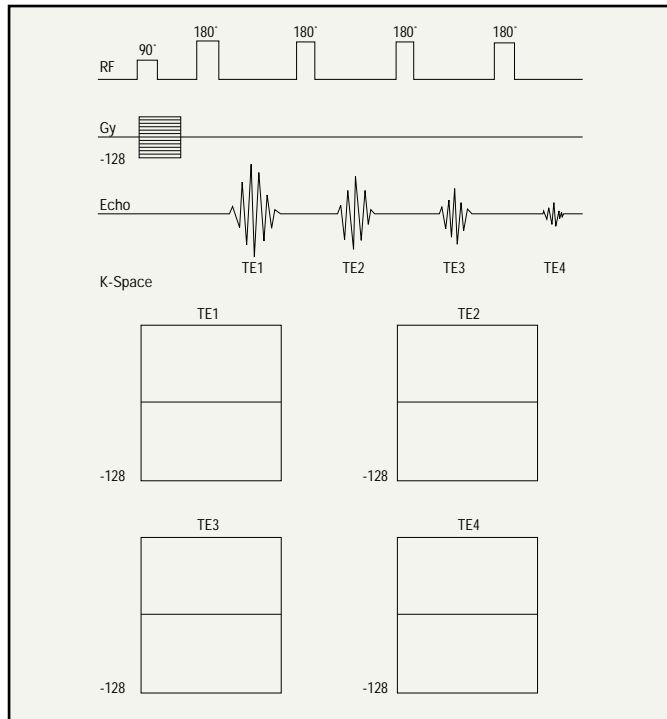 180˚ 180˚ 180˚ 180˚
90˚
RF
Gy
-128
Echo
TE1 TE2 TE3 TE4
K-Space
TE1 TE2
-128 -128
TE3 TE4
-128 -128